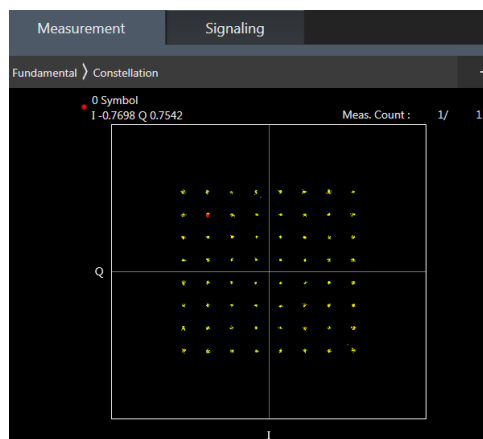 Measurement Signaling
Fundamental 〉 Constellation
0 Symbol
I -0.7698 Q 0.7542 Meas. Count : 1/ 1
Q
I